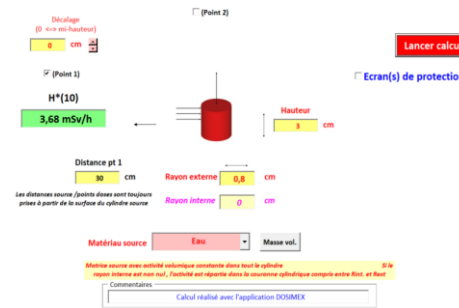 (Point 2)
Décalage
(0 <=> mi-hauteur)
0 cm
Lancer calcu
(Point 1)
Ecran(s) de protectio
H*(10)
3,68 mSv/h
Hauteur
3 cm
Distance pt 1
30 cm
Rayon externe 0,8 cm
Les distances source /points doses sont toujours
prises à partir de la surface du cylindre source
Rayon interne 0 cm
Matériau source Eau Masse vol.
Matrice source avec activité volumique constante dans tout le cylindre Si le
rayon interne est non nul, l'activité est répartie dans la couronne cylindrique compris entre Rint. et Rext
Commentaires
Calcul réalisé avec l'application DOSIMEX